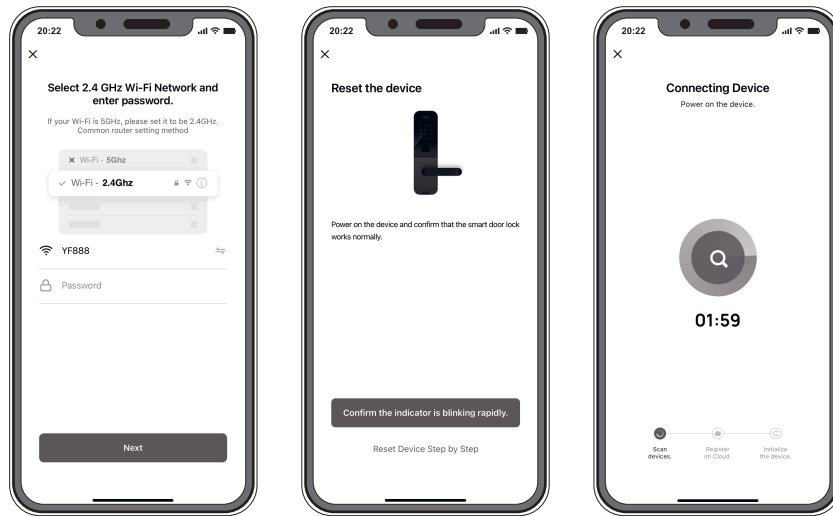 20:22
Select 2.4 GHz Wi-Fi Network and
enter password.
If your Wi-Fi is 5GHz, please set it to be 2.4GHz.
Common router setting method
Wi-Fi - 5Ghz
Wi-Fi - 2.4Ghz
YF888
Password
Next
20:22
Reset the device
Power on the device and confirm that the smart door lock
works normally.
Confirm the indicator is blinking rapidly.
Reset Device Step by Step
20:22
Connecting Device
Power on the device.
01:59
Scan
devices.
Register
on Cloud.
Initialize
the device.